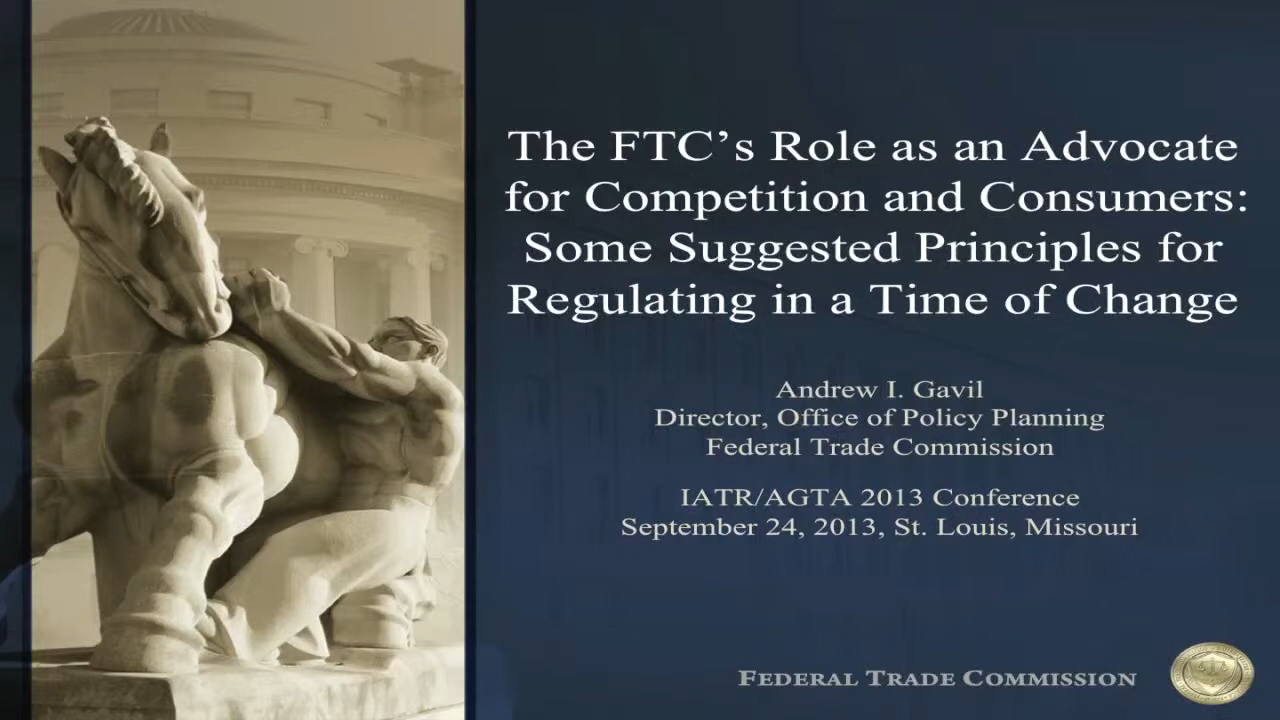 The FTC’s Role as an Advocate
for Competition and Consumers:
Some Suggested Principles for
Regulating in a Time of Change
Andrew I. Gavil
Director, Office of Policy Planning
Federal Trade Commission
IATR/AGTA 2013 Conference
September 24, 2013, St. Louis, Missouri
FEDERAL TRADE COMMISSION